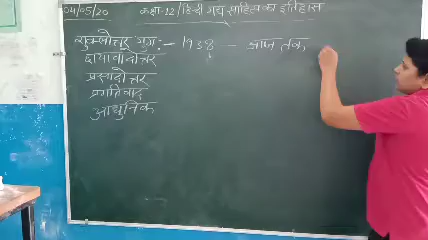 04/05/20 कक्षा-12/हिन्दी गद्य साहित्य का इतिहास
शुक्लोत्तर युग:- 1938 - आज तक
छायावादोत्तर
प्रसादोत्तर
प्रगतिवाद
आधुनिक